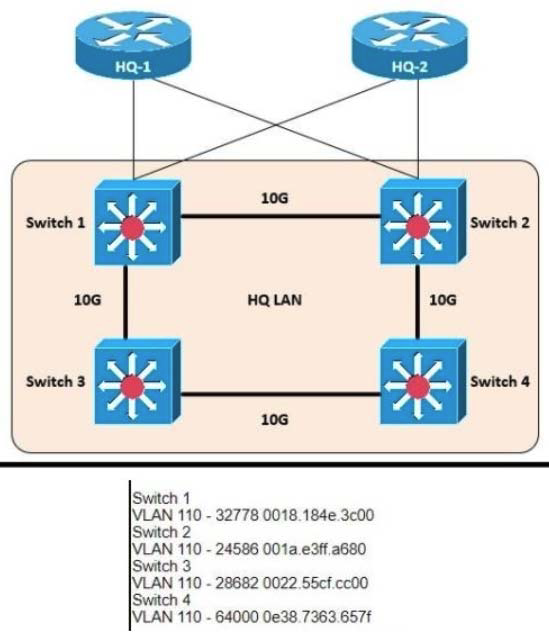 HQ-1 HQ-2
10G
Switch 1 Switch 2
10G HQ LAN 10G
Switch 3 Switch 4
10G
Switch 1
VLAN 110 - 32778 0018.184e.3c00
Switch 2
VLAN 110 - 24586 001a.e3ff.a680
Switch 3
VLAN 110 - 28682 0022.55cf.cc00
Switch 4
VLAN 110 - 64000 0e38.7363.657f